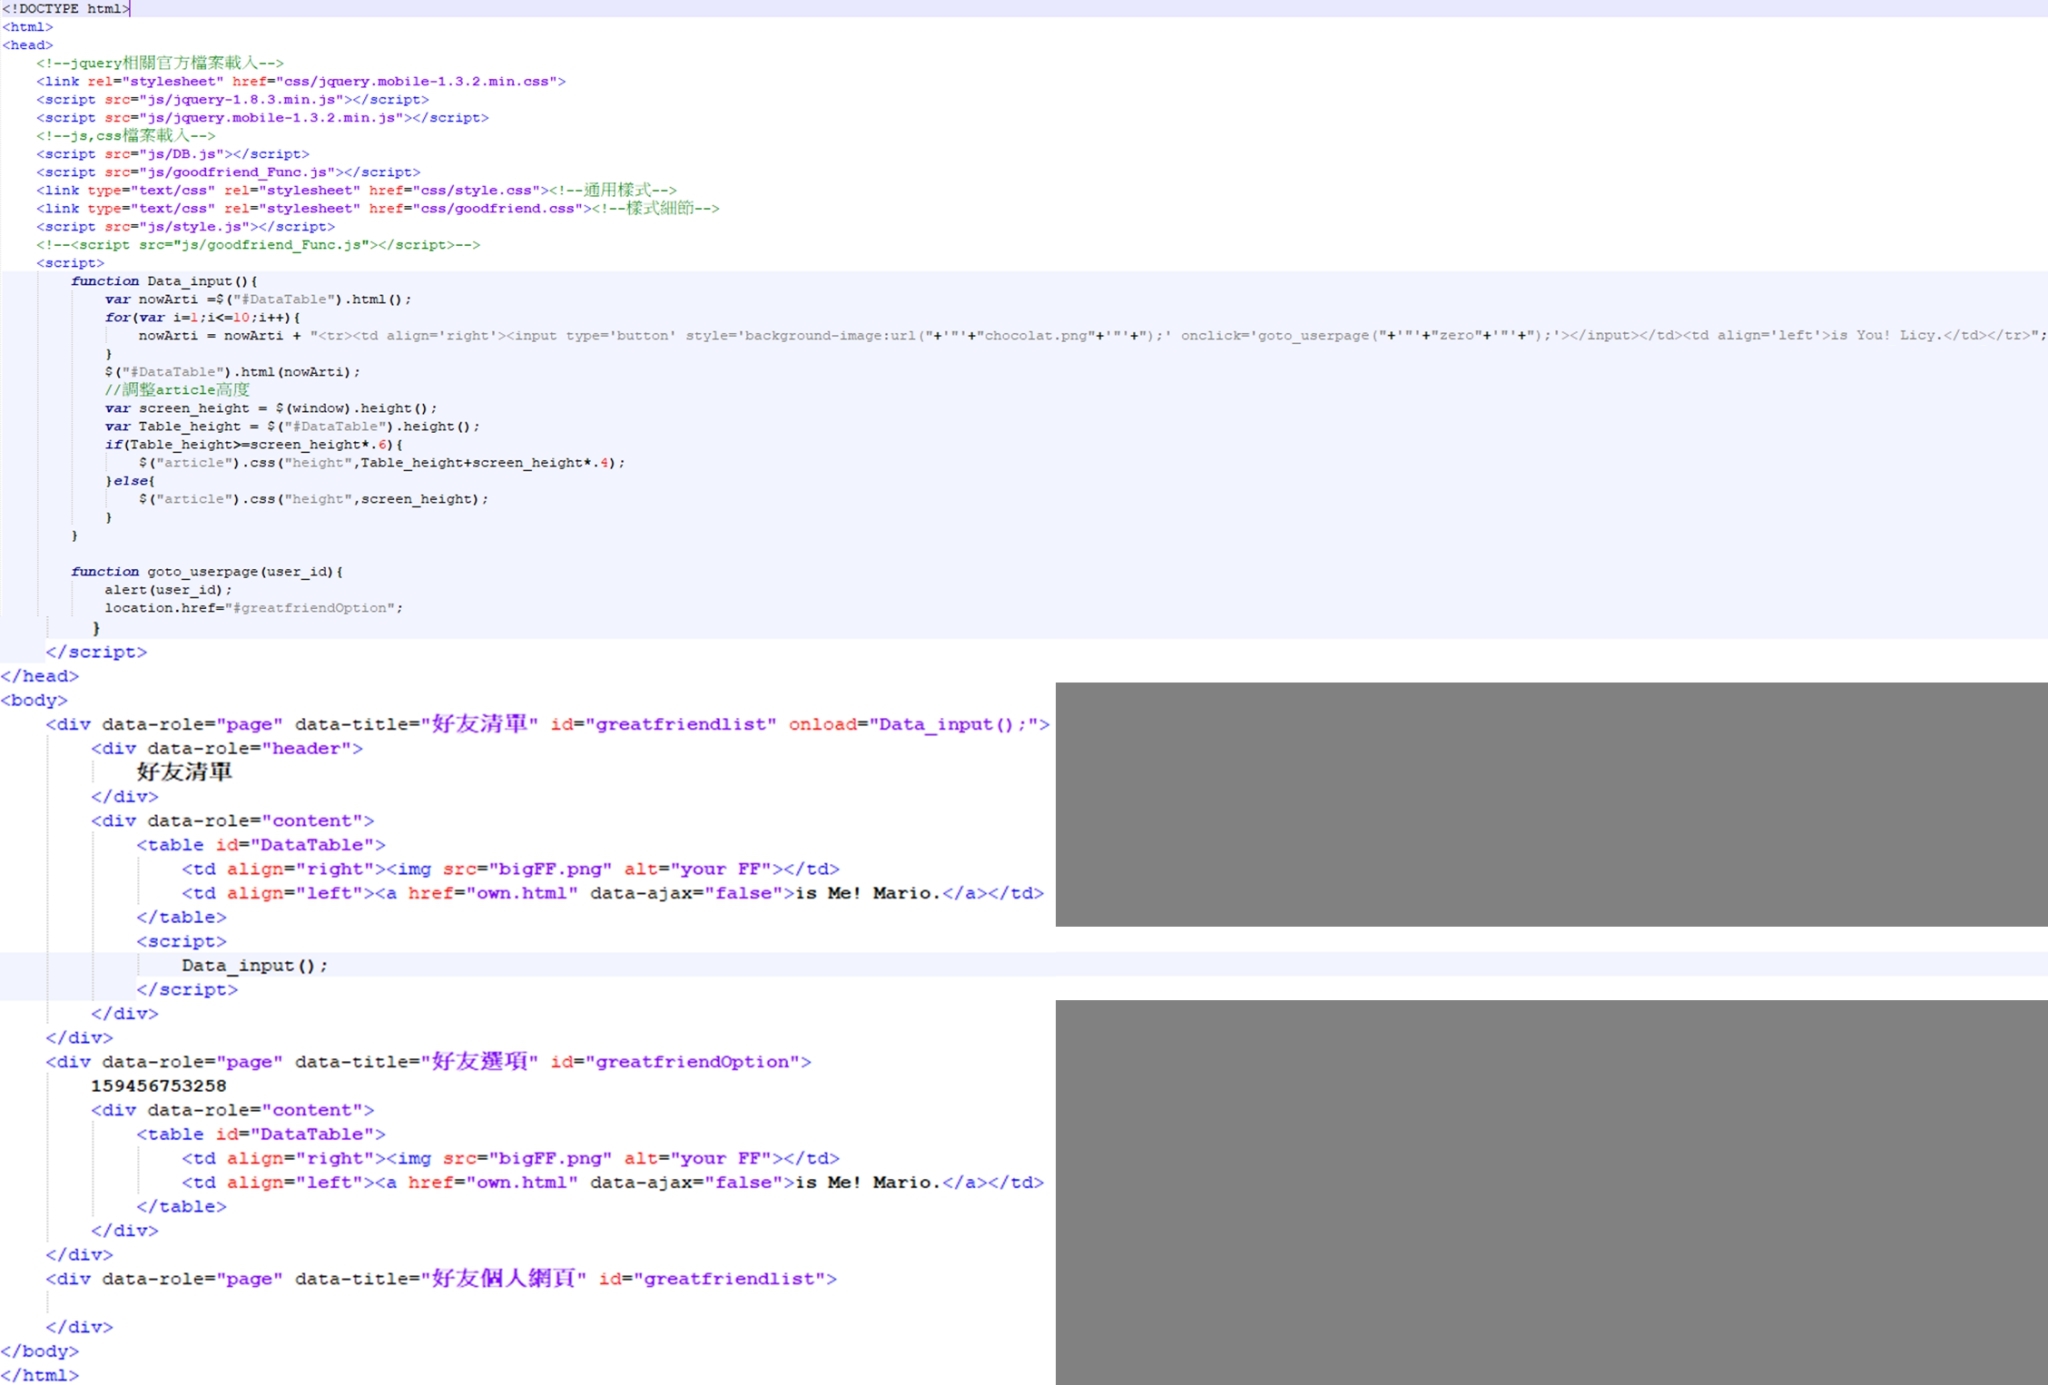 <!DOCTYPE html>
<html>
<head>
<!--jquery相關官方檔案載入-->
<link rel="stylesheet" href="css/jquery.mobile-1.3.2.min.css">
<script src="js/jquery-1.8.3.min.js"></script>
<script src="js/jquery.mobile-1.3.2.min.js"></script>
<!--js,css檔案載入-->
<script src="js/DB.js"></script>
<script src="js/goodfriend_Func.js"></script>
<link type="text/css" rel="stylesheet" href="css/style.css"><!--通用樣式-->
<link type="text/css" rel="stylesheet" href="css/goodfriend.css"><!--樣式細節-->
<script src="js/style.js"></script>
<!--<script src="js/goodfriend_Func.js"></script>-->
<script>
function Data_input(){
var nowArti =$("#DataTable").html();
for(var i=1;i<=10;i++){
nowArti = nowArti + "<tr><td align='right'><input type='button' style='background-image:url("+'"'+"chocolat.png"+'"'+");' onclick='goto_userpage("+'"'+"zero"+'"'+");'></input></td><td align='left'>is You! Licy.</td></tr>";
}
$("#DataTable").html(nowArti);
//調整article高度
var screen_height = $(window).height();
var Table_height = $("#DataTable").height();
if(Table_height>=screen_height*.6){
$("article").css("height",Table_height+screen_height*.4);
}else{
$("article").css("height",screen_height);
}
}
function goto_userpage(user_id){
alert(user_id);
location.href="#greatfriendOption";
}
</script>
</head>
<body>
<div data-role="page" data-title="好友清單" id="greatfriendlist" onload="Data_input();">
<div data-role="header">
好友清單
</div>
<div data-role="content">
<table id="DataTable">
<td align="right"><img src="bigFF.png" alt="your FF"></td>
<td align="left"><a href="own.html" data-ajax="false">is Me! Mario.</a></td>
</table>
<script>
Data_input();
</script>
</div>
</div>
<div data-role="page" data-title="好友選項" id="greatfriendOption">
159456753258
<div data-role="content">
<table id="DataTable">
<td align="right"><img src="bigFF.png" alt="your FF"></td>
<td align="left"><a href="own.html" data-ajax="false">is Me! Mario.</a></td>
</table>
</div>
</div>
<div data-role="page" data-title="好友個人網頁" id="greatfriendlist">
</div>
</body>
</html>